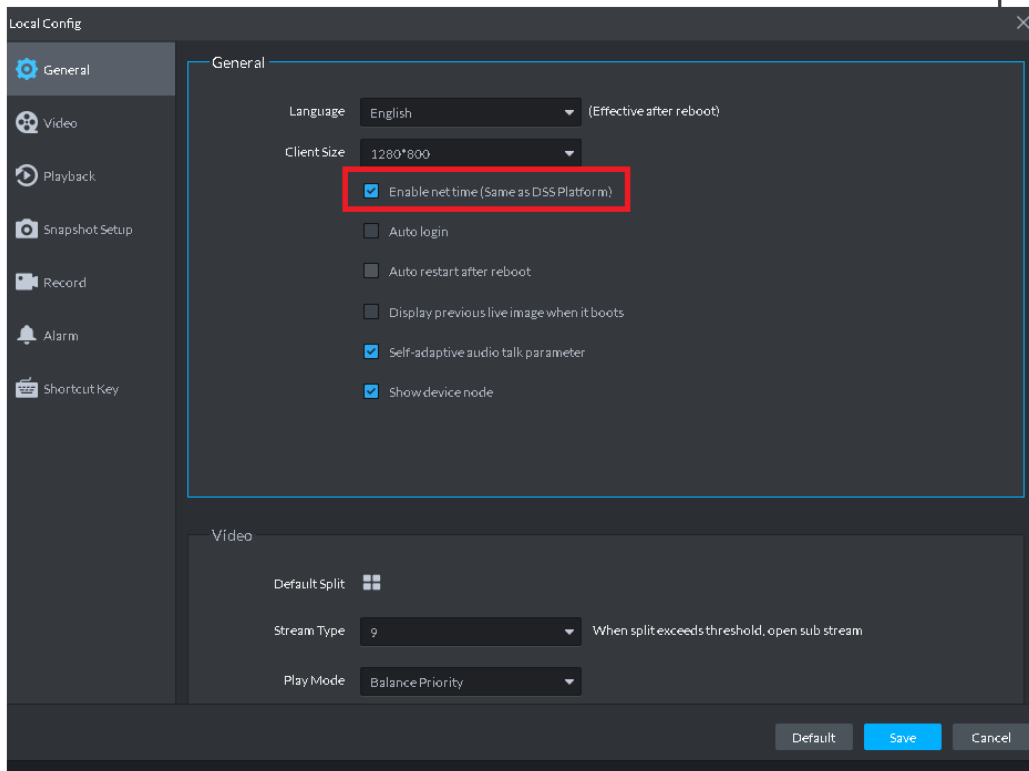 Local Config
General
Video
Playback
Snapshot Setup
Record
Alarm
Shortcut Key
General
Language English (Effective after reboot)
Client Size 1280*800
Enable net time (Same as DSS Platform)
Auto login
Auto restart after reboot
Display previous live image when it boots
Self-adaptive audio talk parameter
Show device node
Video
Default Split
Stream Type 9 When split exceeds threshold, open sub stream
Play Mode Balance Priority
Default Save Cancel